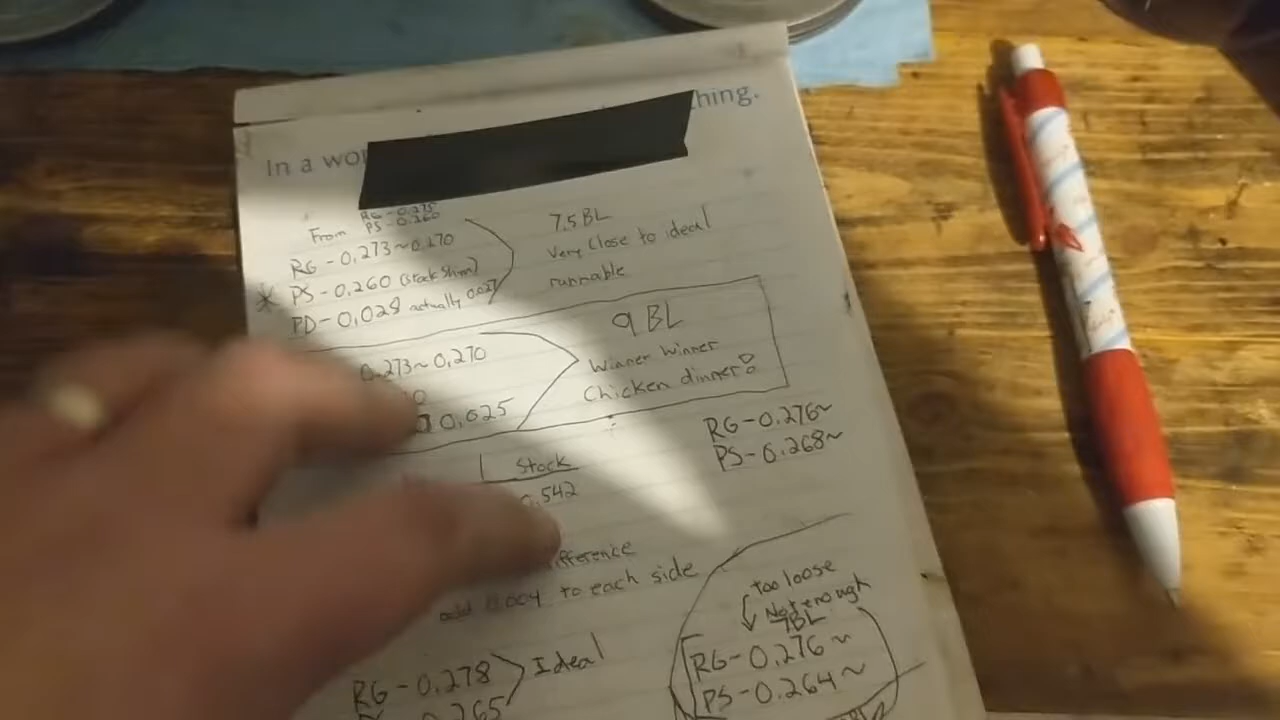 In a wor
hing.
RG-0.275
From PS-0.260
RG-0.273~0.270
PS-0.260 (stock shim)
PD-0.028 actually 0.027
7.5 BL
Very close to ideal
runnable
0.273~0.270
0
0.025
9 BL
Winner Winner
Chicken dinner!
RG-0.276~
PS-0.268~
Stock
0.542
ifference
add 0.004 to each side
RG-0.278
0.265
Ideal
too loose
Not enough
7BL
RG-0.276~
PS-0.264~